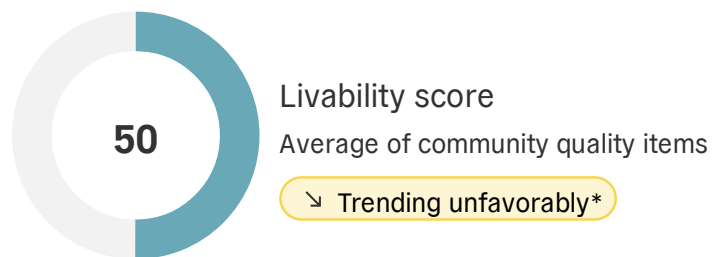 50
Livability score
Average of community quality items
↘ Trending unfavorably*